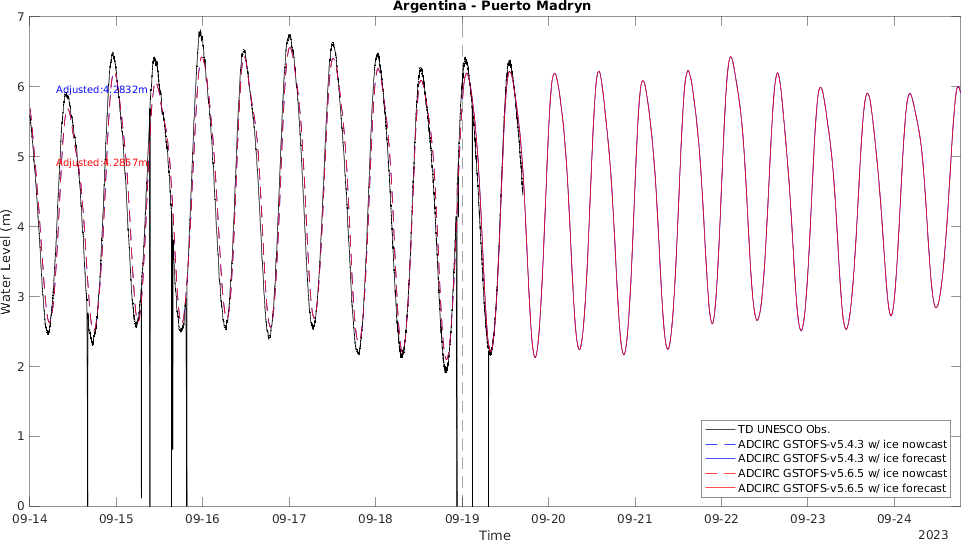 Argentina - Puerto Madryn
7
6
5
4
3
2
1
0
Water Level (m)
Adjusted:4.2832m
Adjusted:4.2857m
TD UNESCO Obs.
ADCIRC GSTOFS-v5.4.3 w/ ice nowcast
ADCIRC GSTOFS-v5.4.3 w/ ice forecast
ADCIRC GSTOFS-v5.6.5 w/ ice nowcast
ADCIRC GSTOFS-v5.6.5 w/ ice forecast
09-14 09-15 09-16 09-17 09-18 09-19 09-20 09-21 09-22 09-23 09-24
Time
2023